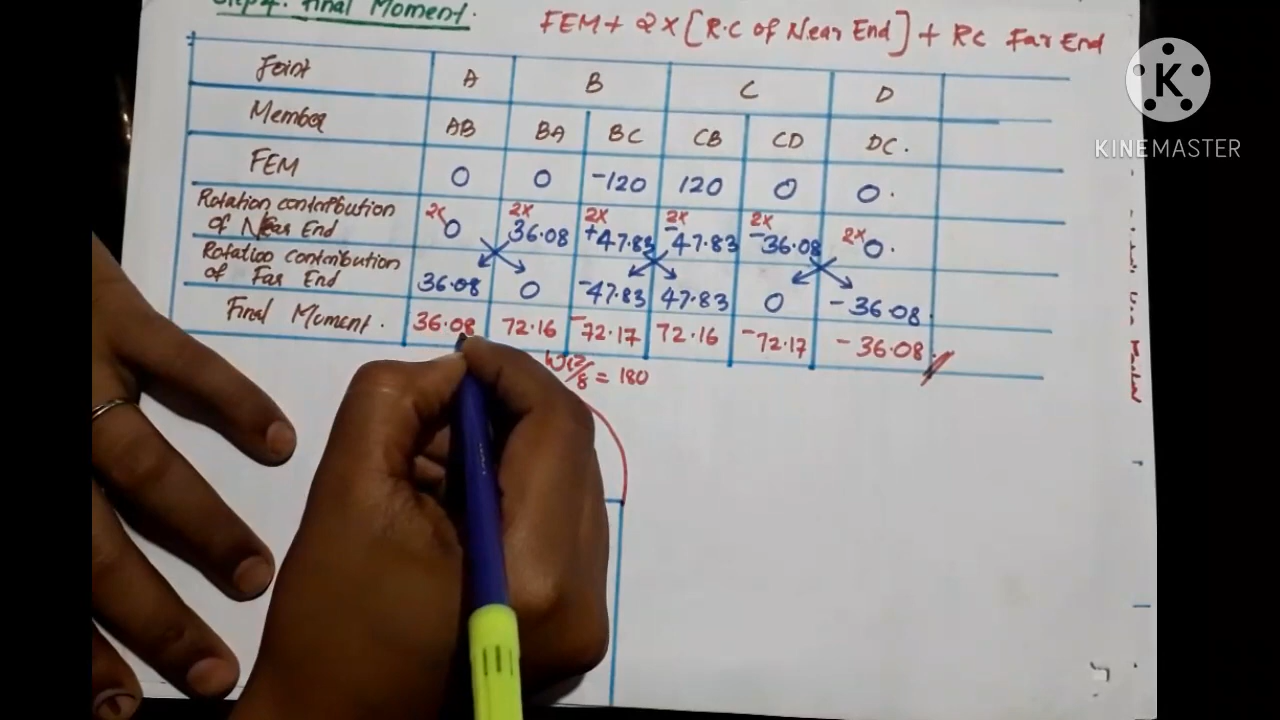 Step 4. Final Moment.
FEM + 2 x [R.C of Near End] + RC Far End
K
KINEMASTER
Joint A B C D
Member AB BA BC CB CD DC.
FEM 0 0 -120 120 0 0.
Rotation contribution of Near End 2x 0 2x 36.08 2x +47.83 2x -47.83 2x -36.08 2x 0.
Rotation contribution of Far End 36.08 0 -47.83 47.83 0 -36.08
Final Moment. 36.08 72.16 -72.17 72.16 -72.17 -36.08
Wl2/8 = 180